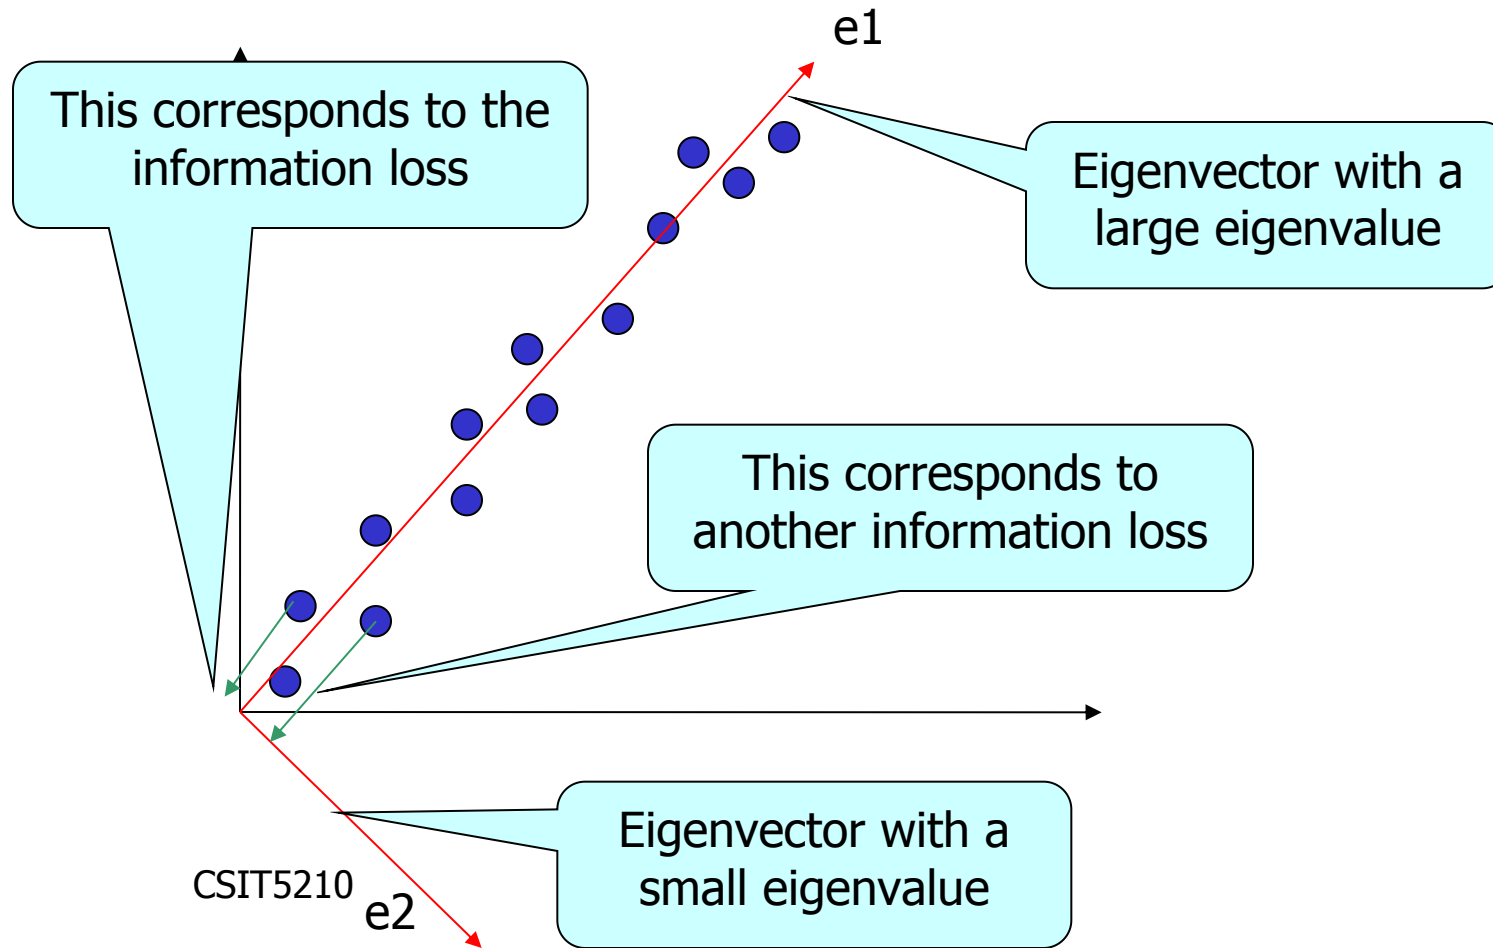 e1
This corresponds to the
information loss
Eigenvector with a
large eigenvalue
This corresponds to
another information loss
Eigenvector with a
small eigenvalue
CSIT5210
e2